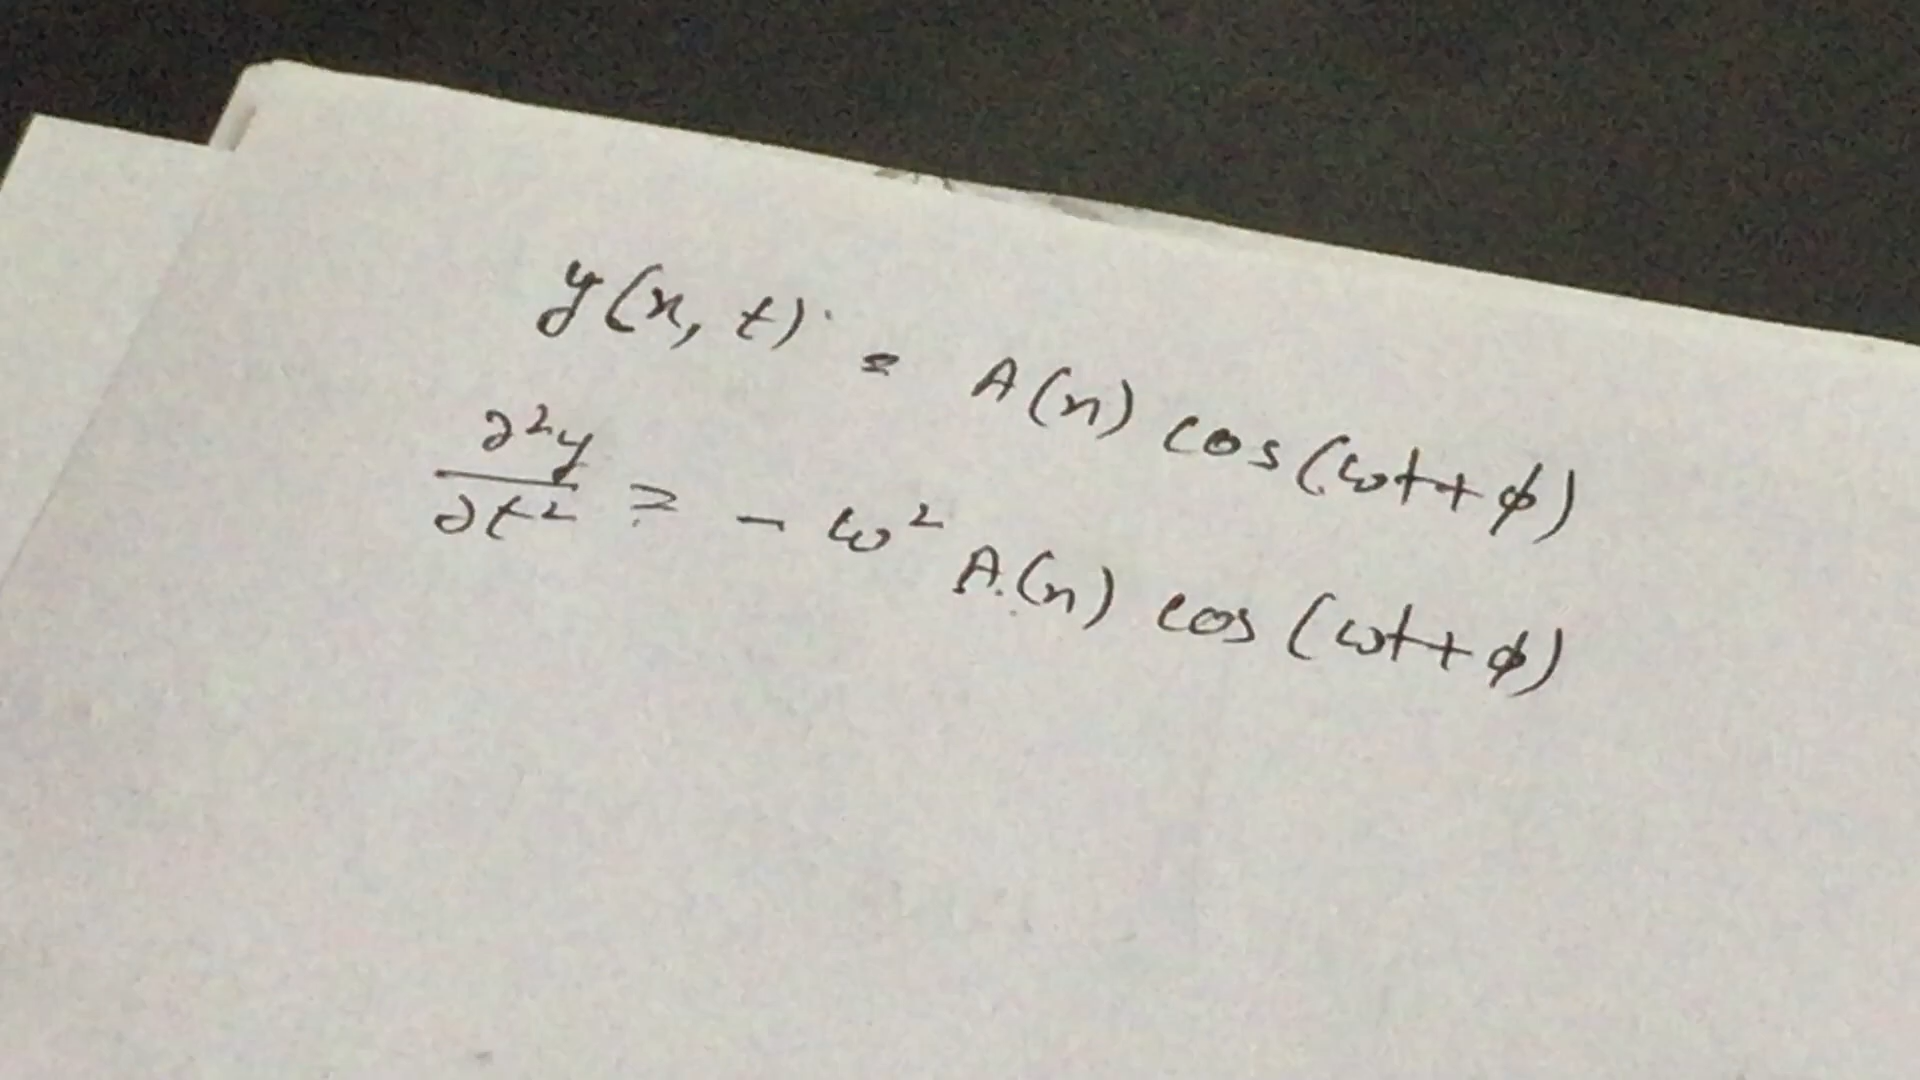 y(x, t) = A(x) cos(ωt+φ)
∂²y/∂t² = - ω² A(x) cos(ωt+φ)